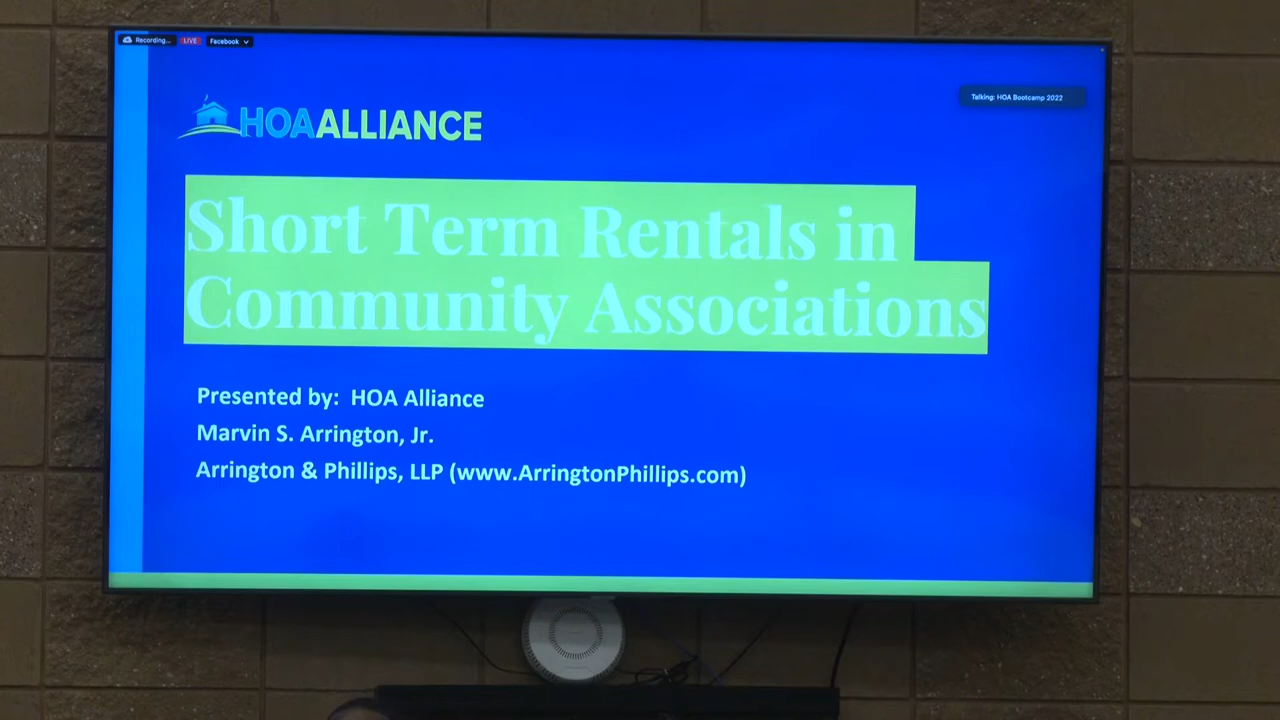 Recording...
LIVE
Facebook
Talking: HOA Bootcamp 2022
HOAALLIANCE
Short Term Rentals in
Community Associations
Presented by: HOA Alliance
Marvin S. Arrington, Jr.
Arrington & Phillips, LLP (www.ArringtonPhillips.com)